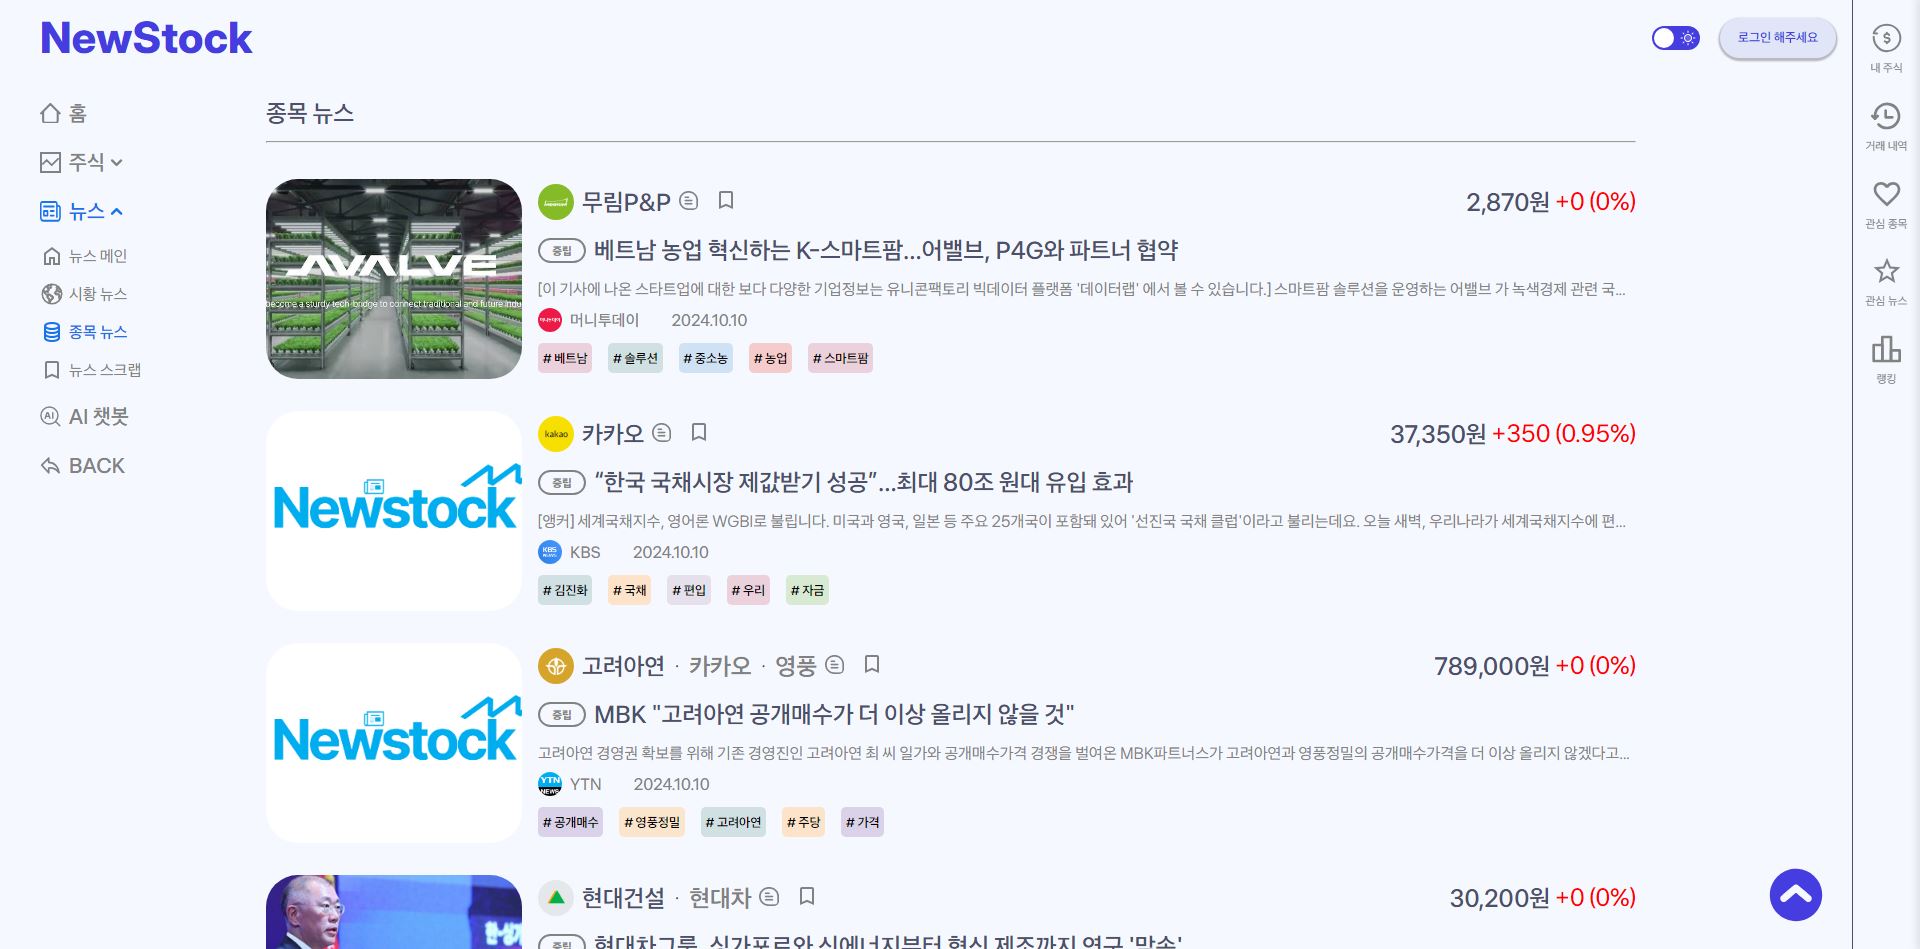 NewStock
로그인 해주세요
내 주식
거래 내역
관심 종목
관심 뉴스
랭킹
홈
주식
뉴스
뉴스 메인
시황 뉴스
종목 뉴스
뉴스 스크랩
AI 챗봇
BACK
종목 뉴스
AVALVE
become a sturdy tech-bridge to connect traditional and future indu
무림P&P
2,870원 +0 (0%)
중립 베트남 농업 혁신하는 K-스마트팜...어밸브, P4G와 파트너 협약
[이 기사에 나온 스타트업에 대한 보다 다양한 기업정보는 유니콘팩토리 빅데이터 플랫폼 '데이터랩' 에서 볼 수 있습니다.] 스마트팜 솔루션을 운영하는 어밸브 가 녹색경제 관련 국...
머니투데이 2024.10.10
# 베트남 # 솔루션 # 중소농 # 농업 # 스마트팜
Newstock
kakao 카카오
37,350원 +350 (0.95%)
중립 “한국 국채시장 제값받기 성공”...최대 80조 원대 유입 효과
[앵커] 세계국채지수, 영어론 WGBI로 불립니다. 미국과 영국, 일본 등 주요 25개국이 포함돼 있어 '선진국 국채 클럽'이라고 불리는데요. 오늘 새벽, 우리나라가 세계국채지수에 편...
KBS NEWS KBS 2024.10.10
# 김진화 # 국채 # 편입 # 우리 # 자금
Newstock
고려아연 · 카카오 · 영풍
789,000원 +0 (0%)
중립 MBK "고려아연 공개매수가 더 이상 올리지 않을 것"
고려아연 경영권 확보를 위해 기존 경영진인 고려아연 최 씨 일가와 공개매수가격 경쟁을 벌여온 MBK파트너스가 고려아연과 영풍정밀의 공개매수가격을 더 이상 올리지 않겠다고...
YTN NEWS YTN 2024.10.10
# 공개매수 # 영풍정밀 # 고려아연 # 주당 # 가격
현대건설 · 현대차
30,200원 +0 (0%)
중립 현대차그룹, 싱가포르와 신에너지부터 혁신 제조까지 연구 '맞손'